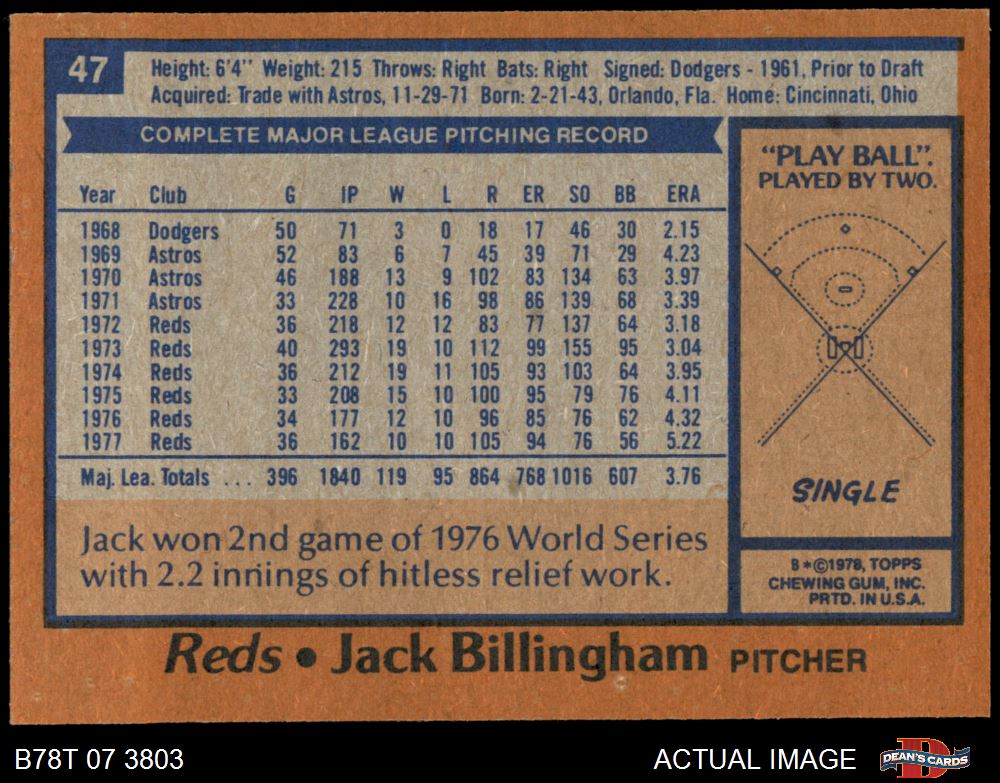 47
Height: 6'4" Weight: 215 Throws: Right Bats: Right Signed: Dodgers - 1961, Prior to Draft
Acquired: Trade with Astros, 11-29-71 Born: 2-21-43, Orlando, Fla. Home: Cincinnati, Ohio
COMPLETE MAJOR LEAGUE PITCHING RECORD
Year Club G IP W L R ER SO BB ERA
1968 Dodgers 50 71 3 0 18 17 46 30 2.15
1969 Astros 52 83 6 7 45 39 71 29 4.23
1970 Astros 46 188 13 9 102 83 134 63 3.97
1971 Astros 33 228 10 16 98 86 139 68 3.39
1972 Reds 36 218 12 12 83 77 137 64 3.18
1973 Reds 40 293 19 10 112 99 155 95 3.04
1974 Reds 36 212 19 11 105 93 103 64 3.95
1975 Reds 33 208 15 10 100 95 79 76 4.11
1976 Reds 34 177 12 10 96 85 76 62 4.32
1977 Reds 36 162 10 10 105 94 76 56 5.22
Maj. Lea. Totals ... 396 1840 119 95 864 768 1016 607 3.76
Jack won 2nd game of 1976 World Series
with 2.2 innings of hitless relief work.
"PLAY BALL".
PLAYED BY TWO.
SINGLE
B*©1978, TOPPS
CHEWING GUM, INC.
PRTD. IN U.S.A.
Reds • Jack Billingham PITCHER
B78T 07 3803
ACTUAL IMAGE
DEAN'S CARDS